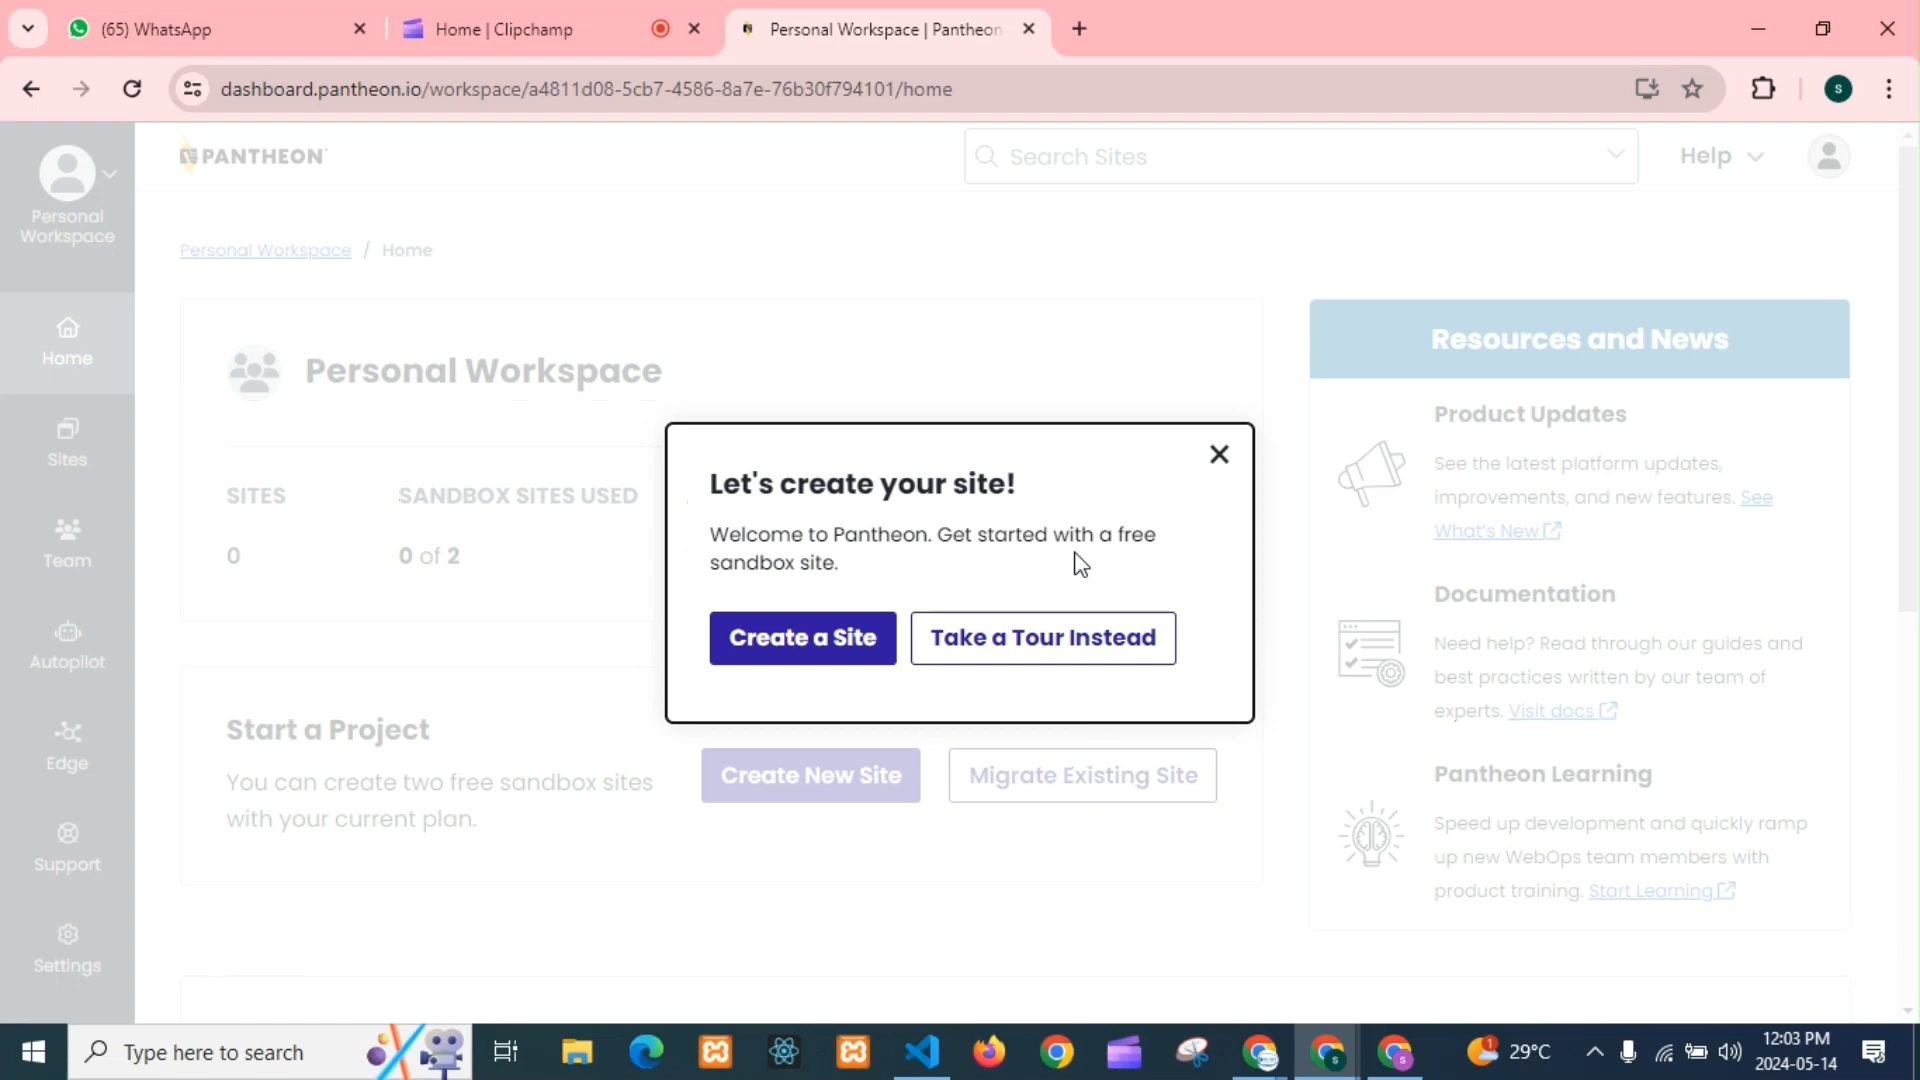 (65) WhatsApp
Home | Clipchamp
Personal Workspace | Pantheon
dashboard.pantheon.io/workspace/a4811d08-5cb7-4586-8a7e-76b30f794101/home
S
PANTHEON
Search Sites
Help
Personal
Workspace
Home
Sites
Team
Autopilot
Edge
Support
Settings
Personal Workspace / Home
Personal Workspace
SITES
SANDBOX SITES USED
0
0 of 2
Let's create your site!
Welcome to Pantheon. Get started with a free
sandbox site.
Create a Site
Take a Tour Instead
Start a Project
You can create two free sandbox sites
with your current plan.
Create New Site
Migrate Existing Site
Resources and News
Product Updates
See the latest platform updates,
improvements, and new features. See
What's New
Documentation
Need help? Read through our guides and
best practices written by our team of
experts. Visit docs
Pantheon Learning
Speed up development and quickly ramp
up new WebOps team members with
product training. Start Learning
Type here to search
1
29°C
12:03 PM
2024-05-14